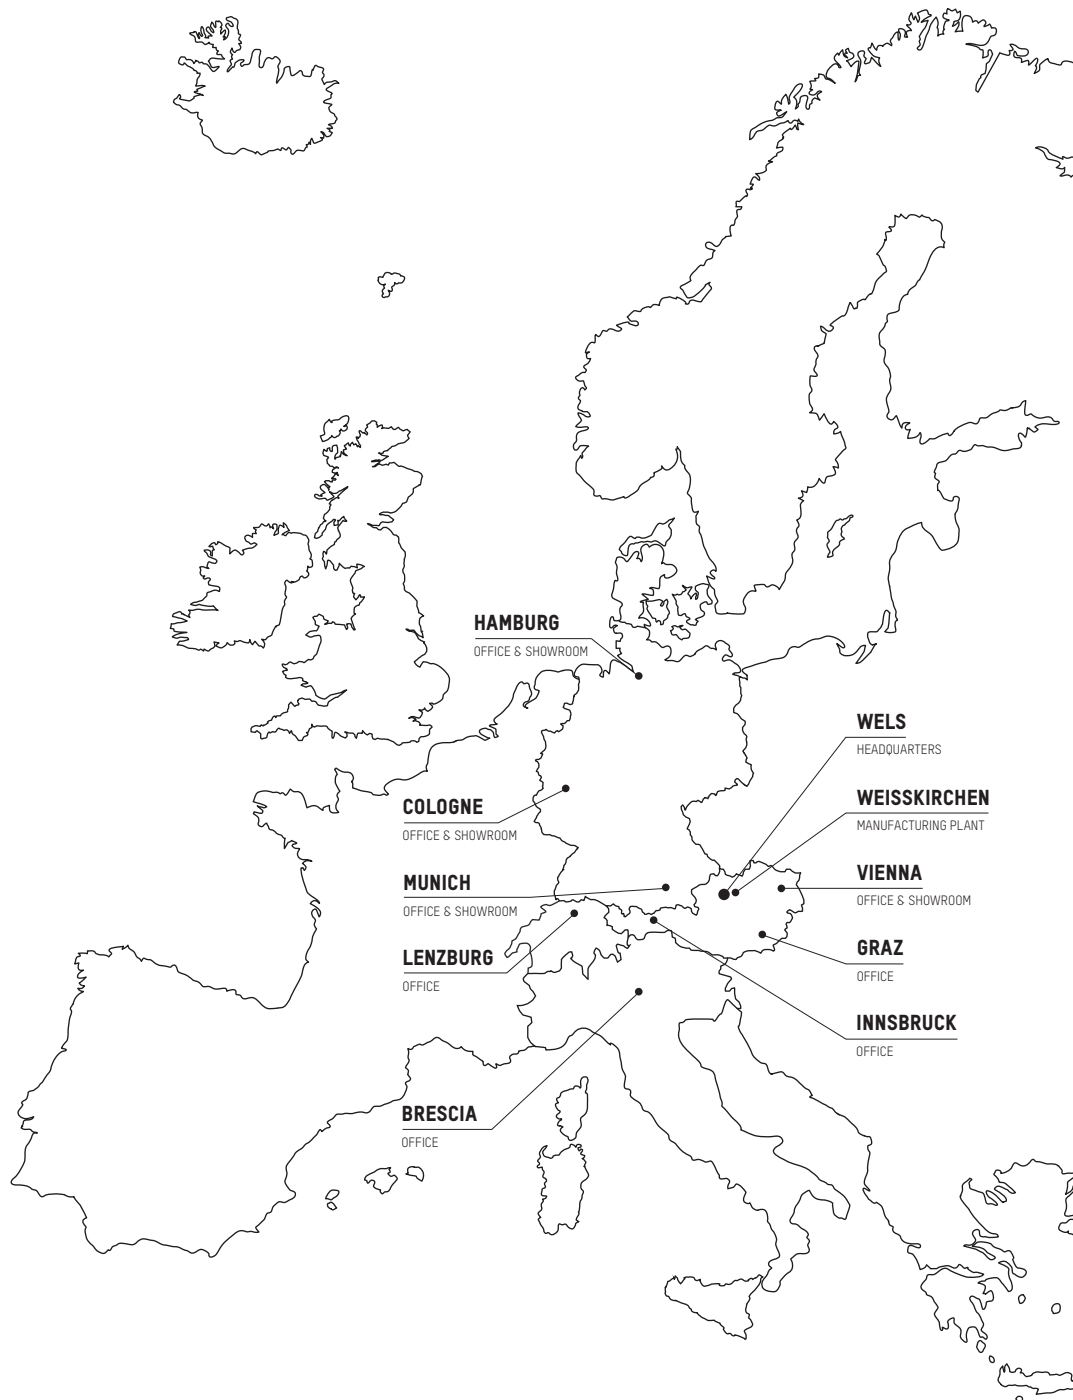 HAMBURG
OFFICE & SHOWROOM
WELS
HEADQUARTERS
WEISSKIRCHEN
MANUFACTURING PLANT
COLOGNE
OFFICE & SHOWROOM
VIENNA
OFFICE & SHOWROOM
MUNICH
OFFICE & SHOWROOM
GRAZ
OFFICE
LENZBURG
OFFICE
INNSBRUCK
OFFICE
BRESCIA
OFFICE